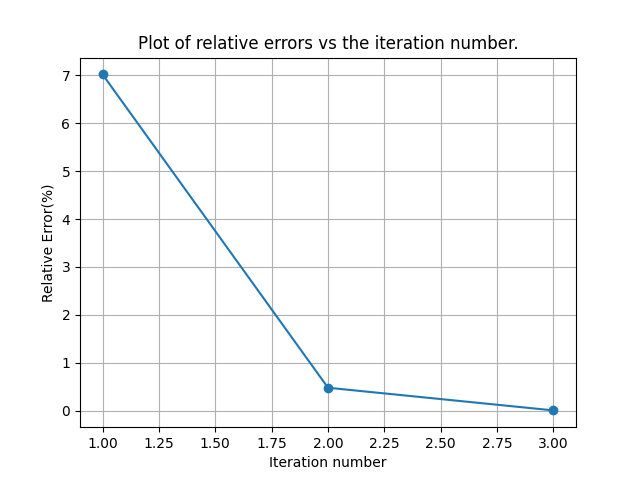 Plot of relative errors vs the iteration number.
7
6
5
4
3
2
1
0
Relative Error(%)
1.00 1.25 1.50 1.75 2.00 2.25 2.50 2.75 3.00
Iteration number